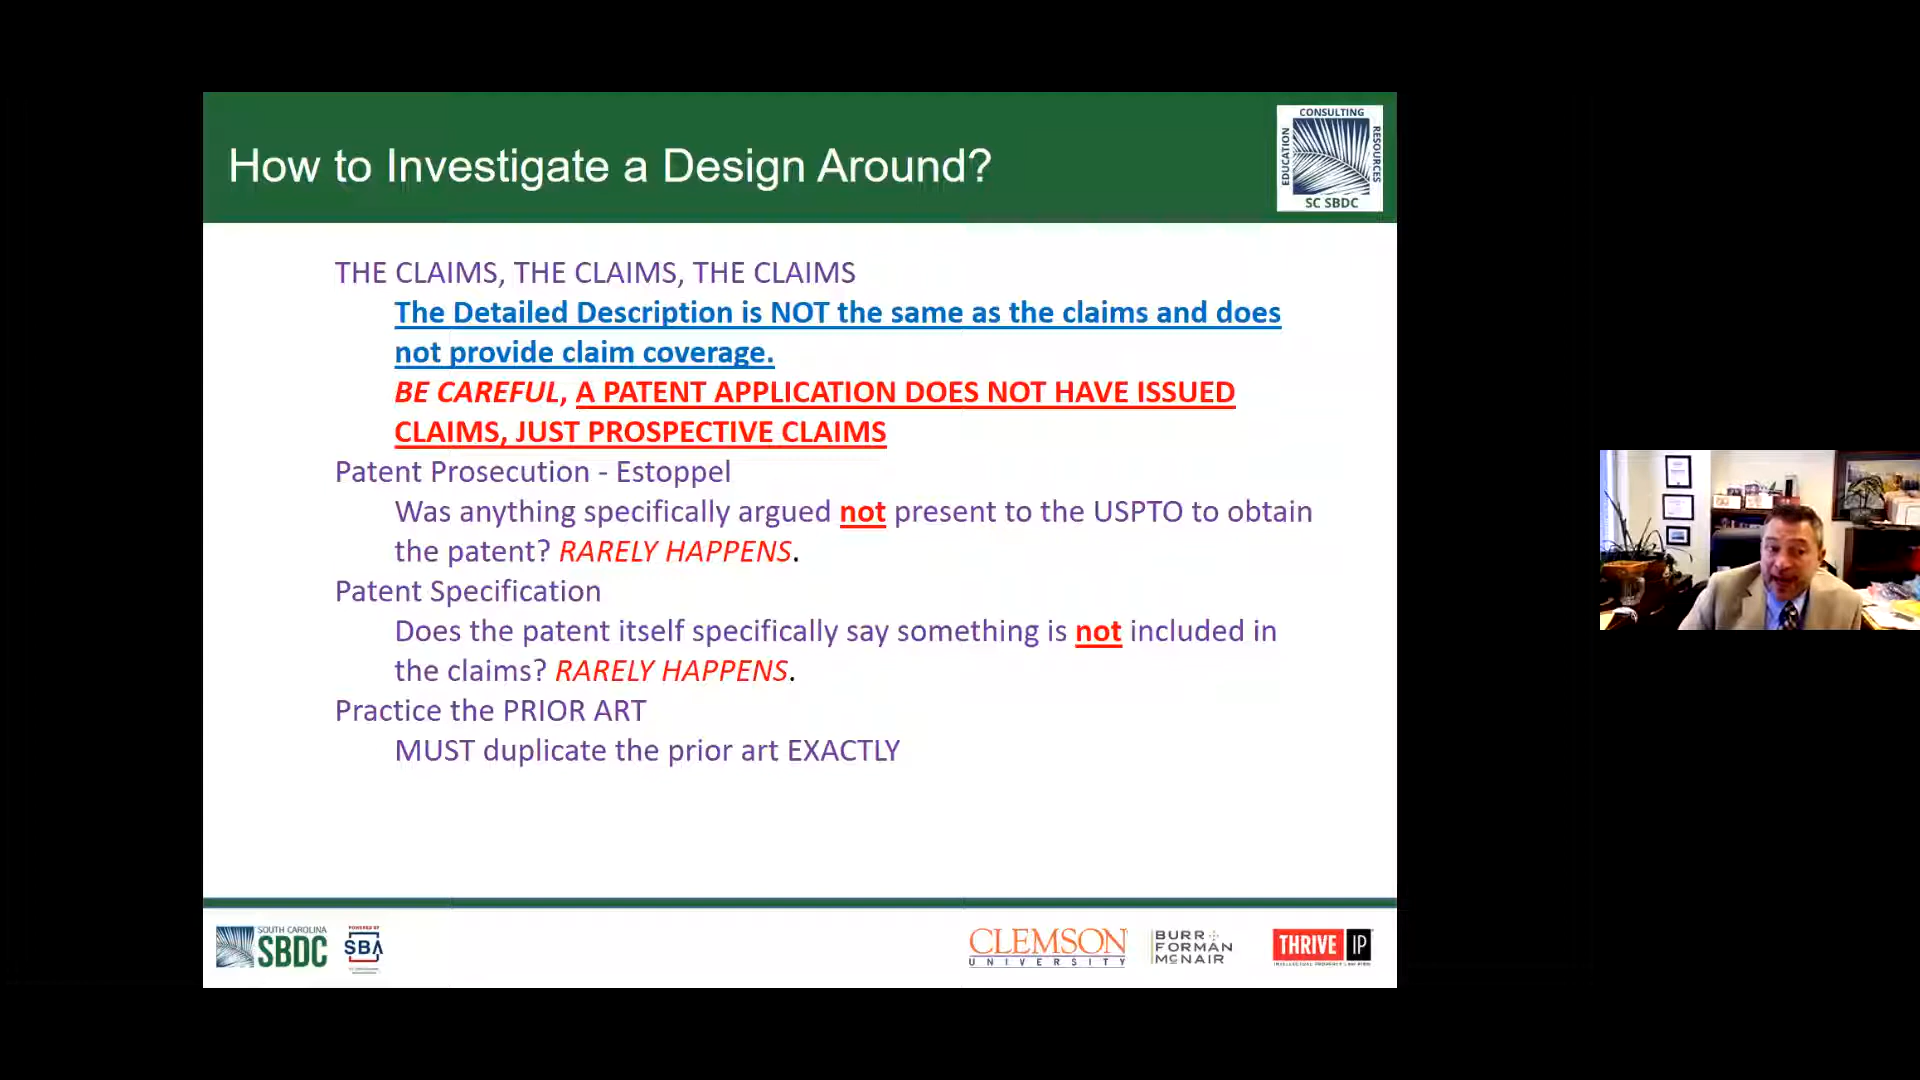 How to Investigate a Design Around?
CONSULTING
EDUCATION
RESOURCES
SC SBDC
THE CLAIMS, THE CLAIMS, THE CLAIMS
The Detailed Description is NOT the same as the claims and does
not provide claim coverage.
BE CAREFUL, A PATENT APPLICATION DOES NOT HAVE ISSUED
CLAIMS, JUST PROSPECTIVE CLAIMS
Patent Prosecution - Estoppel
Was anything specifically argued not present to the USPTO to obtain
the patent? RARELY HAPPENS.
Patent Specification
Does the patent itself specifically say something is not included in
the claims? RARELY HAPPENS.
Practice the PRIOR ART
MUST duplicate the prior art EXACTLY
SOUTH CAROLINA
SBDC
POWERED BY
SBA
CLEMSON
UNIVERSITY
BURR
FORMAN
MCNAIR
THRIVE IP
INTELLECTUAL PROPERTY LAW FIRM